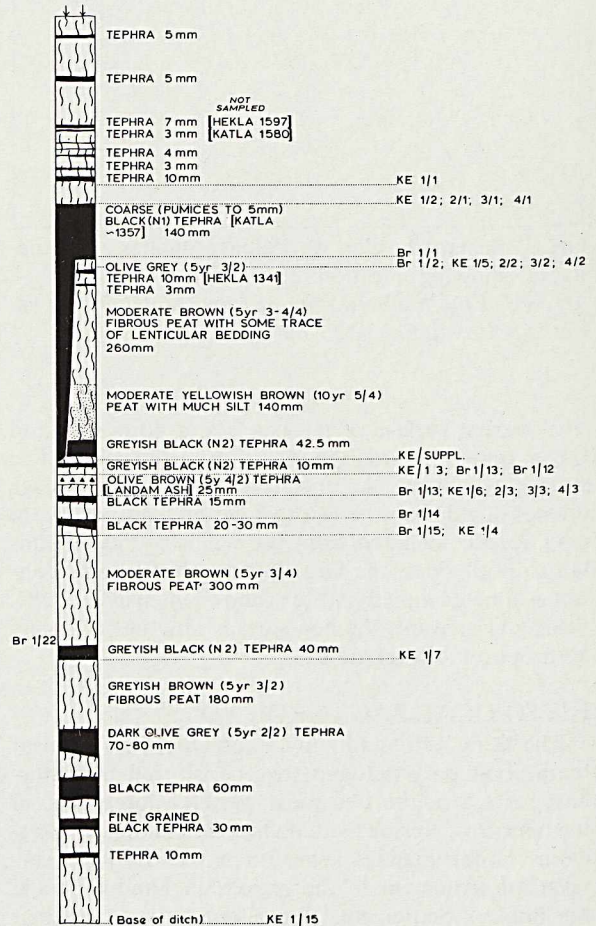 TEPHRA 5mm
TEPHRA 5mm
NOT
SAMPLED
TEPHRA 7mm [HEKLA 1597]
TEPHRA 3mm [KATLA 1580]
TEPHRA 4mm
TEPHRA 3mm
TEPHRA 10mm
KE 1/1
KE 1/2; 2/1; 3/1; 4/1
COARSE (PUMICES TO 5mm)
BLACK(N1) TEPHRA [KATLA
~1357] 140mm
Br 1/1
OLIVE GREY (5yr 3/2) Br 1/2; KE 1/5; 2/2; 3/2; 4/2
TEPHRA 10mm [HEKLA 1341]
TEPHRA 3mm
MODERATE BROWN (5yr 3-4/4)
FIBROUS PEAT WITH SOME TRACE
OF LENTICULAR BEDDING
260mm
MODERATE YELLOWISH BROWN (10yr 5/4)
PEAT WITH MUCH SILT 140mm
GREYISH BLACK (N2) TEPHRA 42.5mm
KE/SUPPL.
GREYISH BLACK (N2) TEPHRA 10mm
KE/1 3; Br1/13; Br 1/12
OLIVE BROWN (5y 4/2) TEPHRA
[LANDAM ASH] 25mm Br 1/13; KE1/6; 2/3; 3/3; 4/3
BLACK TEPHRA 15mm
Br 1/14
BLACK TEPHRA 20-30mm
Br 1/15; KE 1/4
MODERATE BROWN (5yr 3/4)
FIBROUS PEAT 300mm
Br 1/22
GREYISH BLACK (N2) TEPHRA 40mm
KE 1/7
GREYISH BROWN (5yr 3/2)
FIBROUS PEAT 180mm
DARK OLIVE GREY (5yr 2/2) TEPHRA
70-80mm
BLACK TEPHRA 60mm
FINE GRAINED
BLACK TEPHRA 30mm
TEPHRA 10mm
(Base of ditch) KE 1/15